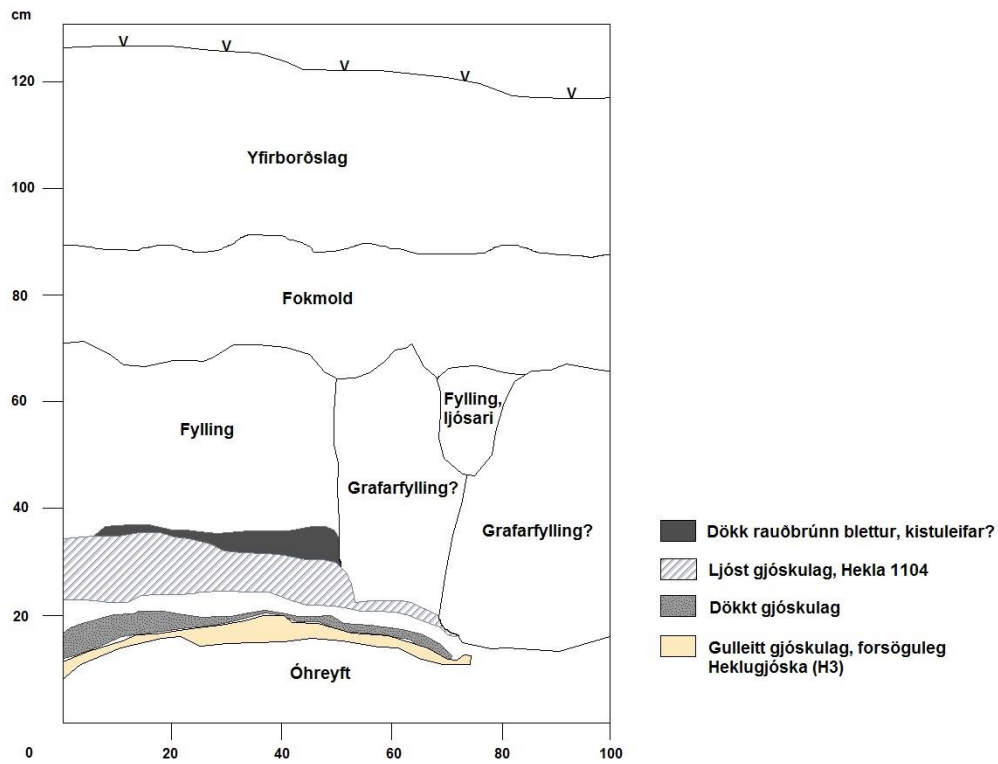 cm
V V V V V
120
Yfirborðslag
100
80
Fokmold
60
Fylling,
ljósari
Fylling
Grafarfylling?
40
Grafarfylling?
20
Óhreyft
0 20 40 60 80 100
Dökk rauðbrúnn blettur, kistuleifar?
Ljóst gjóskulag, Hekla 1104
Dökkt gjóskulag
Gulleitt gjóskulag, forsöguleg
Heklugjóska (H3)